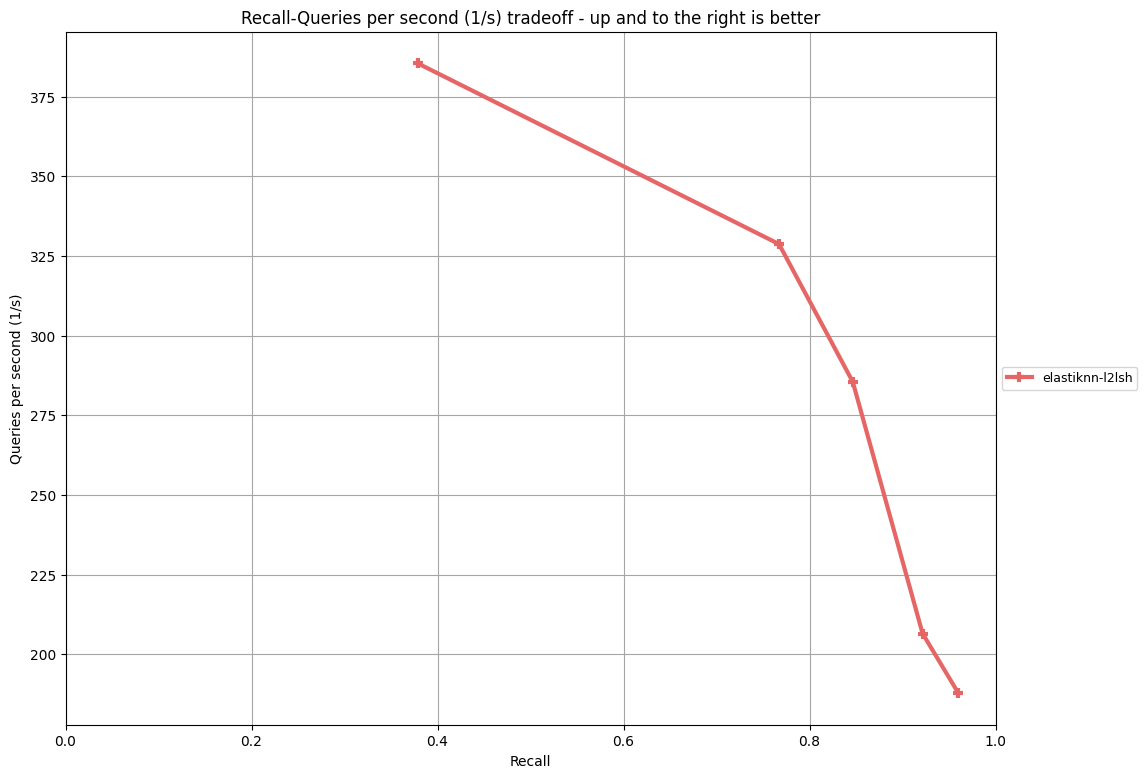 Recall-Queries per second (1/s) tradeoff - up and to the right is better
Queries per second (1/s)
375
350
325
300
275
250
225
200
0.0 0.2 0.4 0.6 0.8 1.0
Recall
elastiknn-l2lsh